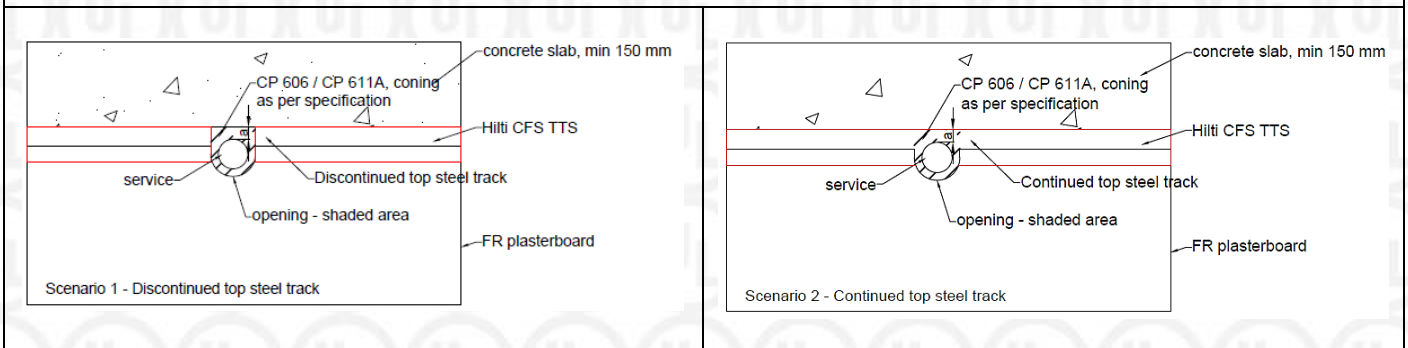 concrete slab, min 150 mm
CP 606 / CP 611A, coning
as per specification
a
Hilti CFS TTS
service
Discontinued top steel track
opening - shaded area
FR plasterboard
Scenario 1 - Discontinued top steel track
concrete slab, min 150 mm
CP 606 / CP 611A, coning
as per specification
a
Hilti CFS TTS
service
Continued top steel track
opening - shaded area
FR plasterboard
Scenario 2 - Continued top steel track